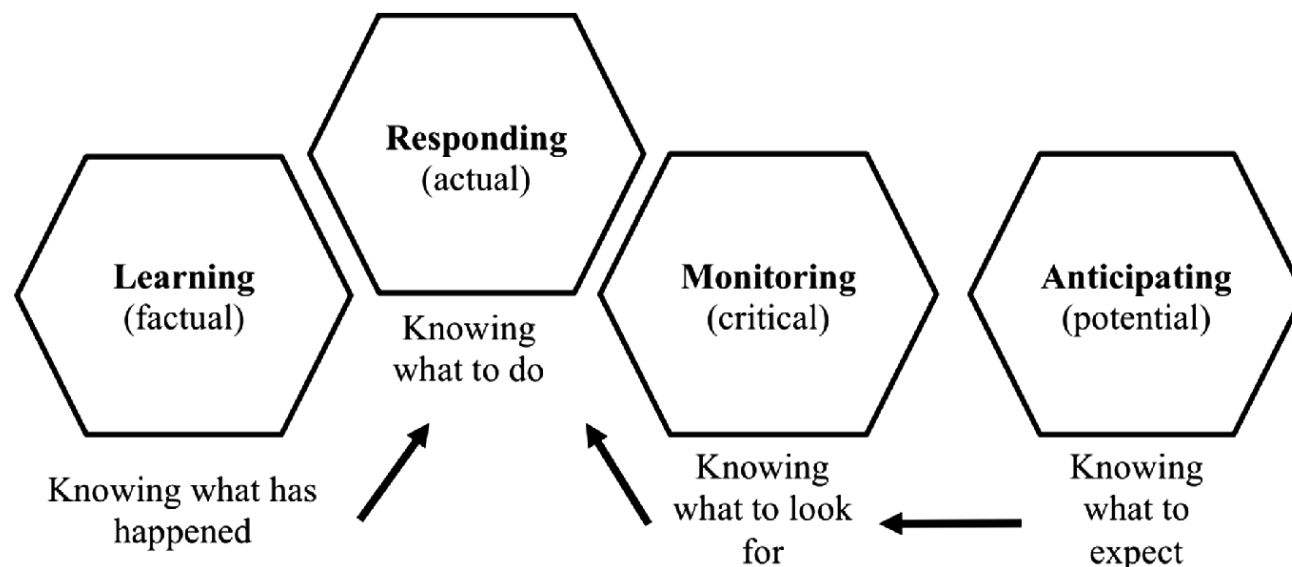 Responding
(actual)
Learning
(factual)
Monitoring
(critical)
Anticipating
(potential)
Knowing
what to do
Knowing what has
happened
Knowing
what to look
for
Knowing
what to
expect